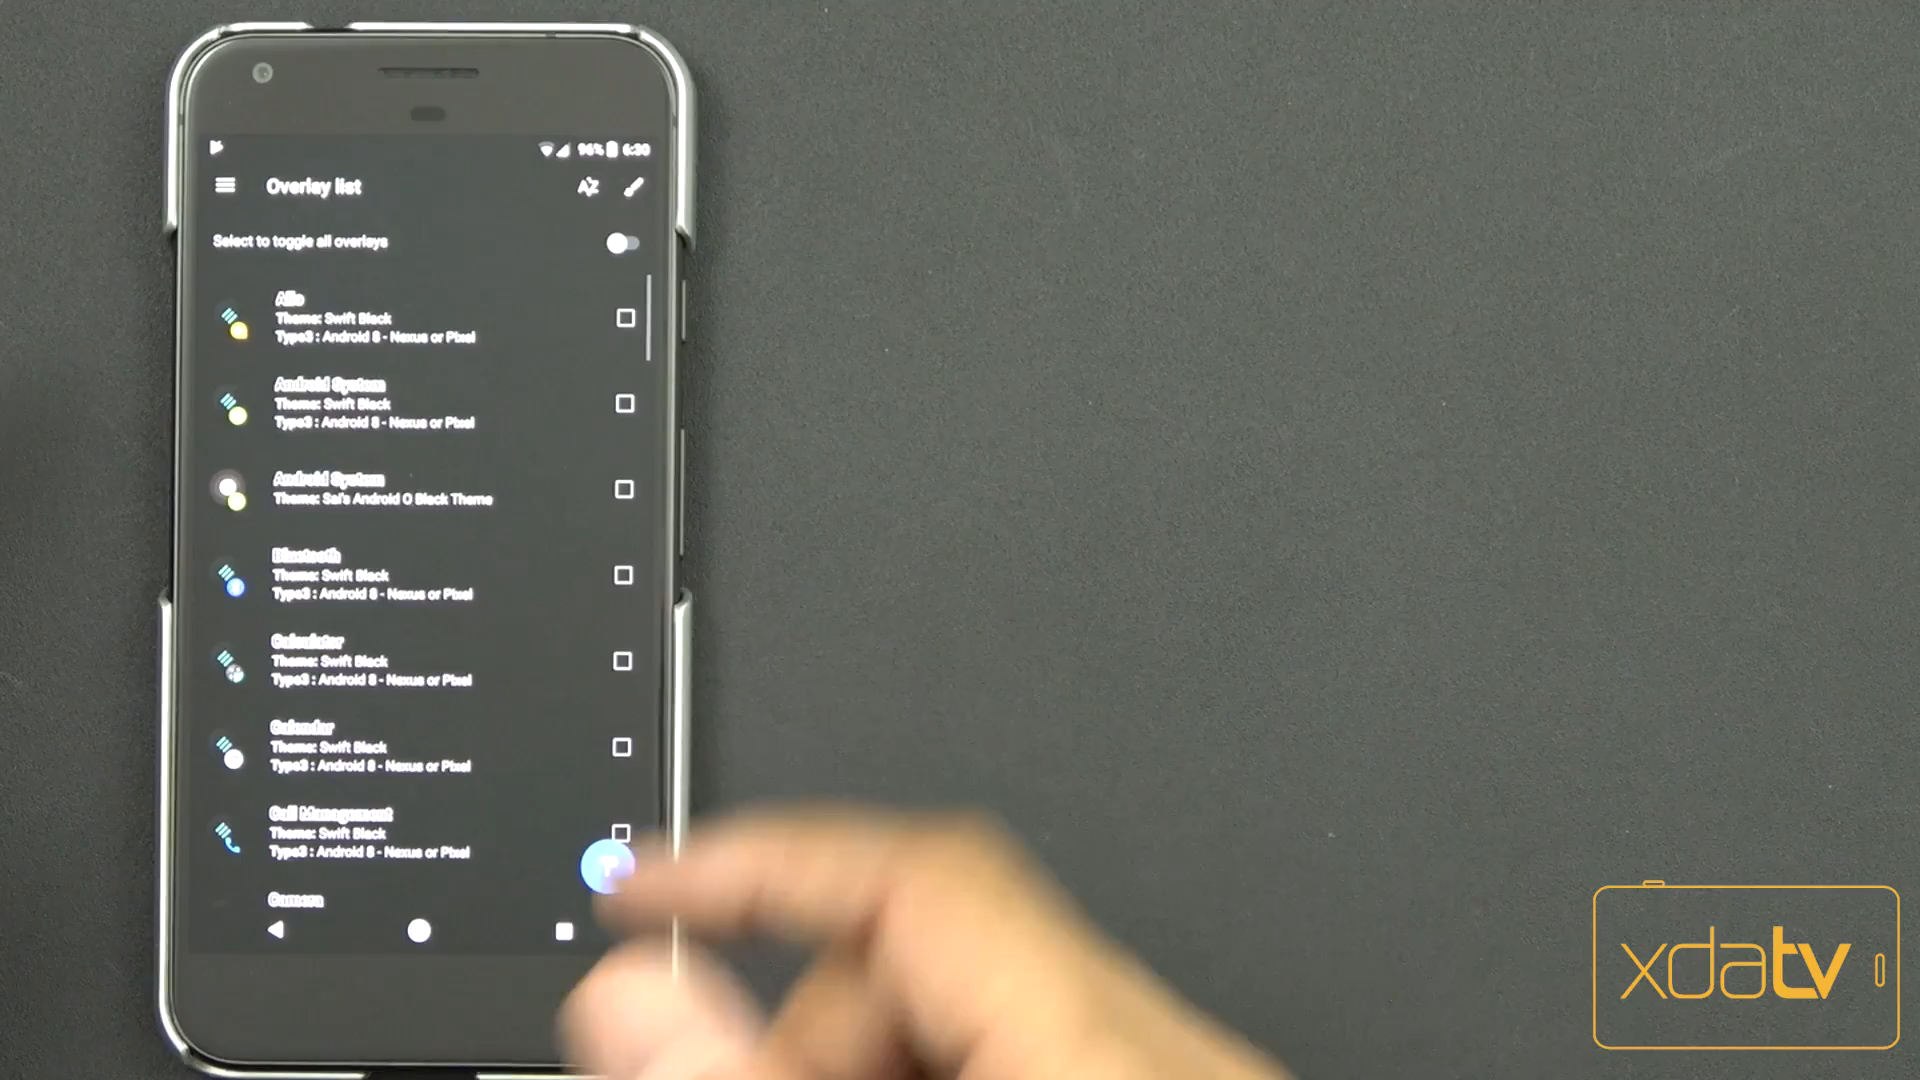 96% 6:30
Overlay list
AZ
Select to toggle all overlays
Allo
Theme: Swift Black
Type3 : Android 8 - Nexus or Pixel
Android System
Theme: Swift Black
Type3 : Android 8 - Nexus or Pixel
Android System
Theme: Sai's Android O Black Theme
Bluetooth
Theme: Swift Black
Type3 : Android 8 - Nexus or Pixel
Calculator
Theme: Swift Black
Type3 : Android 8 - Nexus or Pixel
Calendar
Theme: Swift Black
Type3 : Android 8 - Nexus or Pixel
Call Management
Theme: Swift Black
Type3 : Android 8 - Nexus or Pixel
Camera
xdatv